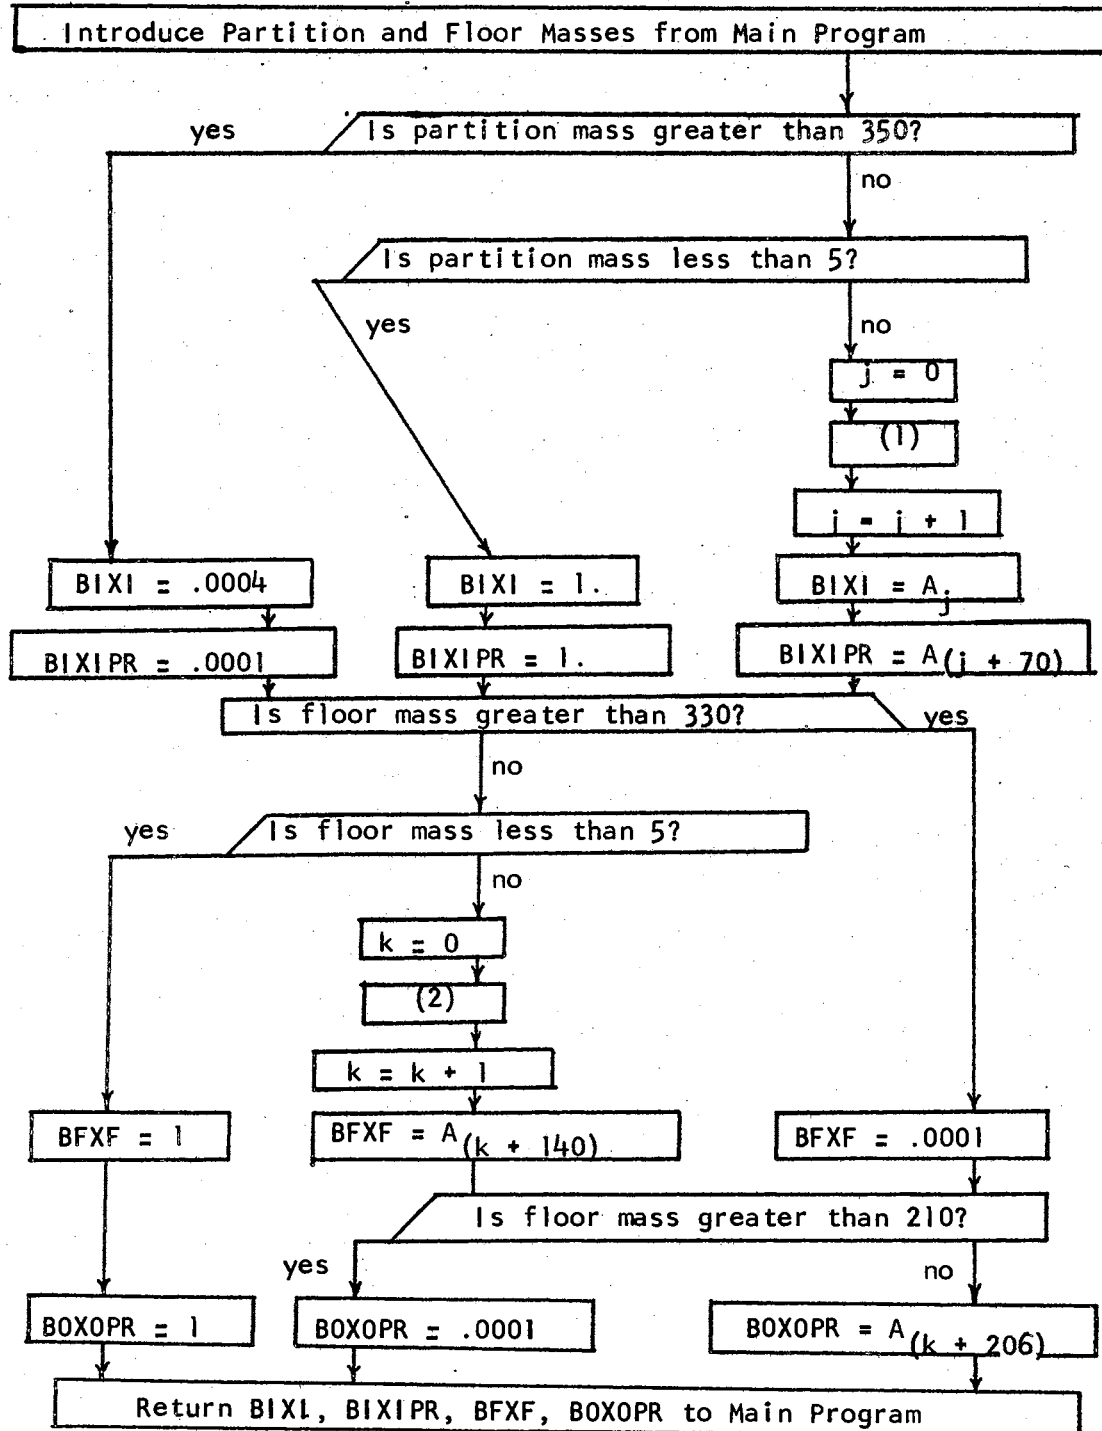 Introduce Partition and Floor Masses from Main Program
yes
Is partition mass greater than 350?
no
Is partition mass less than 5?
yes
no
j = 0
(1)
j = j + 1
BIXI = .0004
BIXI = 1.
BIXI = A j
BIXIPR = .0001
BIXIPR = 1.
BIXIPR = A (j + 70)
Is floor mass greater than 330?
yes
no
yes
Is floor mass less than 5?
no
k = 0
(2)
k = k + 1
BFXF = 1
BFXF = A (k + 140)
BFXF = .0001
Is floor mass greater than 210?
yes
no
BOXOPR = 1
BOXOPR = .0001
BOXOPR = A (k + 206)
Return BIXI, BIXIPR, BFXF, BOXOPR to Main Program